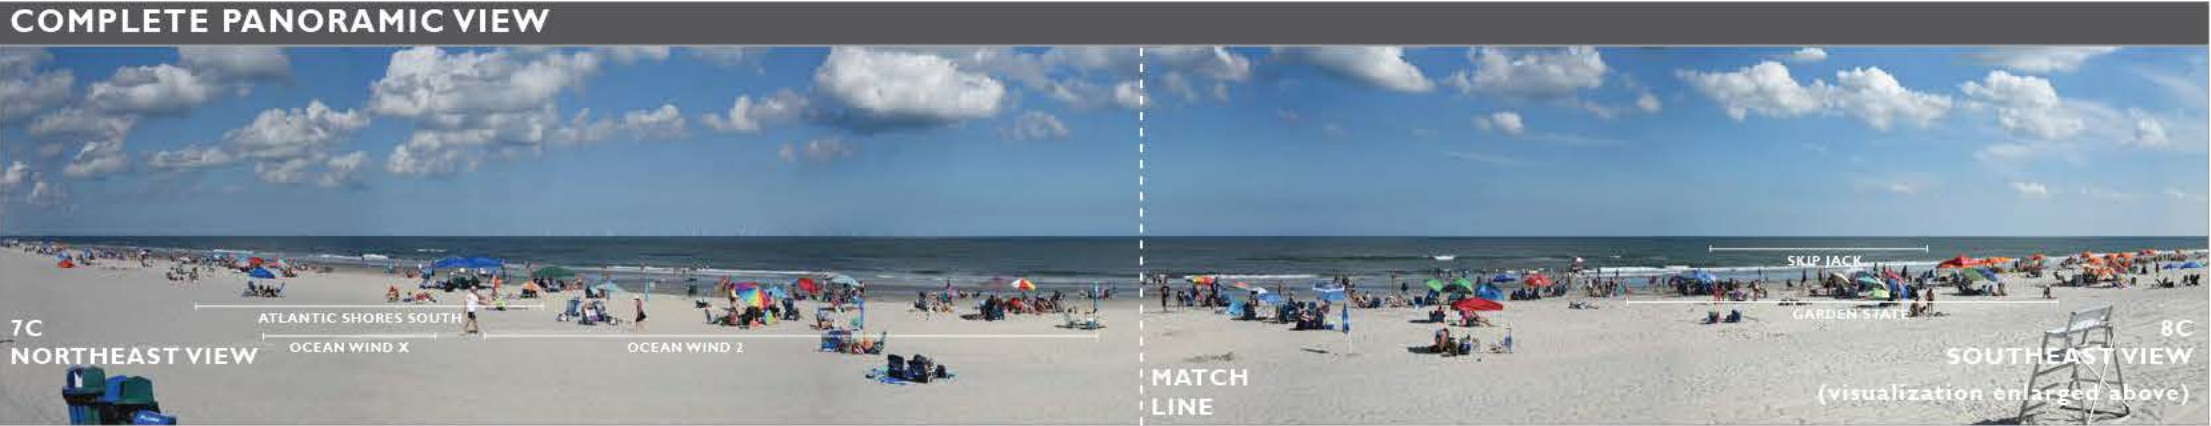 COMPLETE PANORAMIC VIEW
SKIP JACK
ATLANTIC SHORES SOUTH
GARDEN STATE
7C
NORTHEAST VIEW
OCEAN WIND X
OCEAN WIND 2
8C
SOUTHEAST VIEW
MATCH
LINE
(visualization enlarged above)